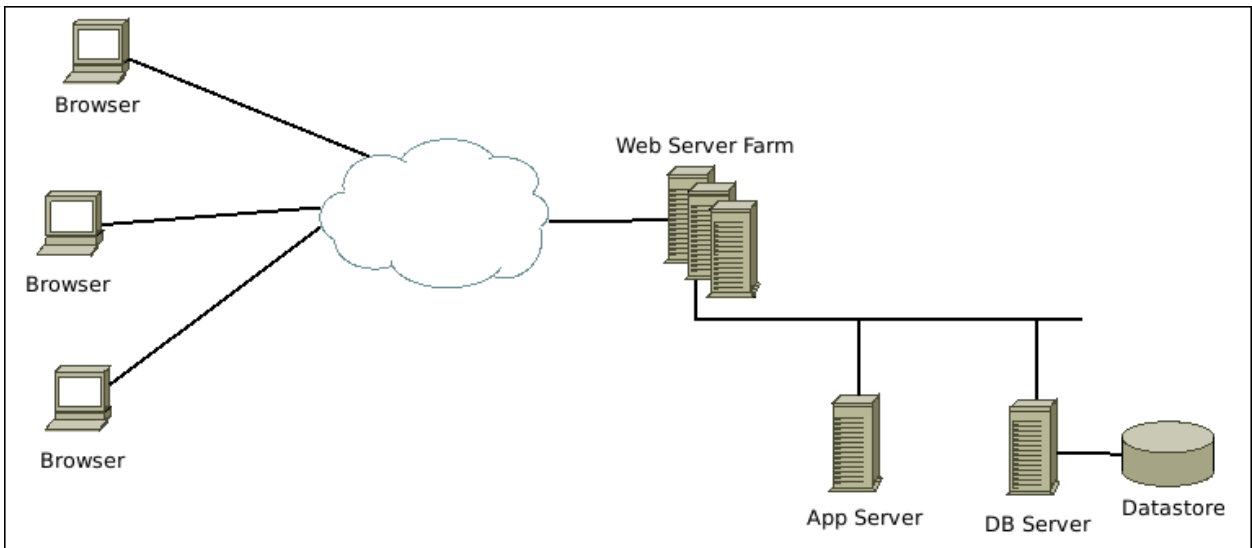 Browser
Web Server Farm
Browser
Browser
App Server
DB Server
Datastore